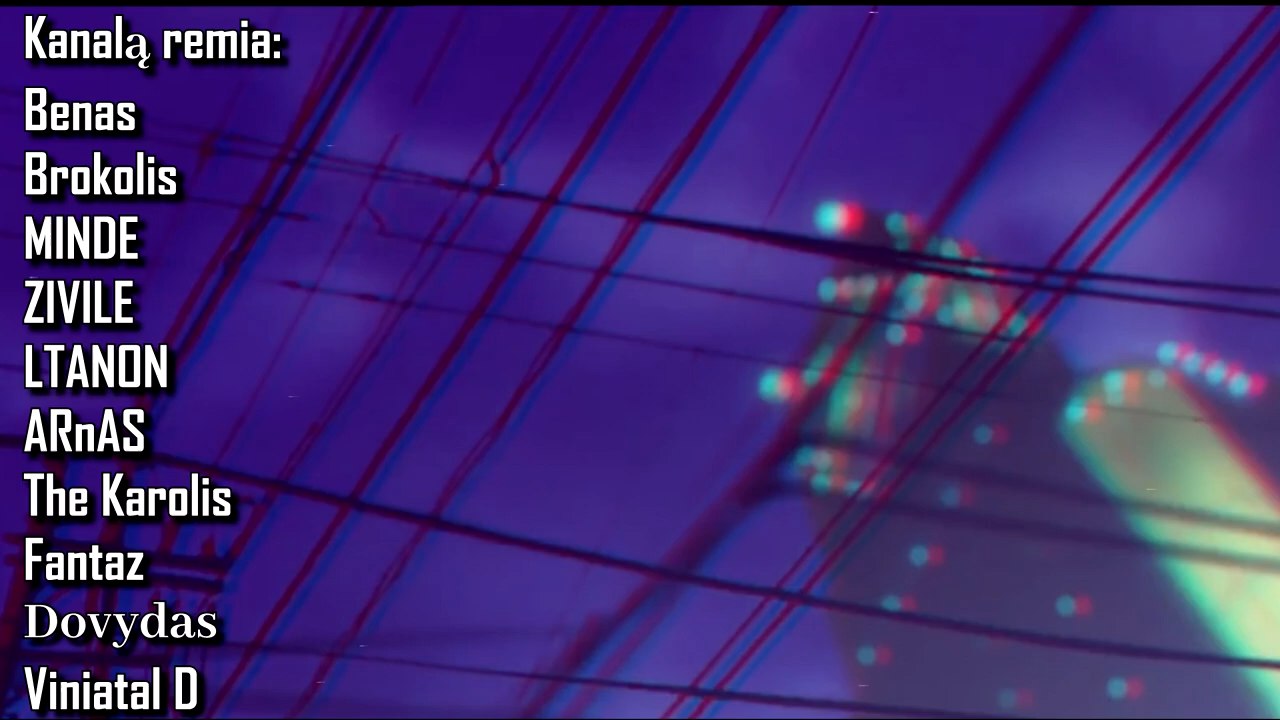 Kanalą remia:
Benas
Brokolis
MINDE
ZIVILE
LTANON
ARnAS
The Karolis
Fantaz
Dovydas
Viniatal D